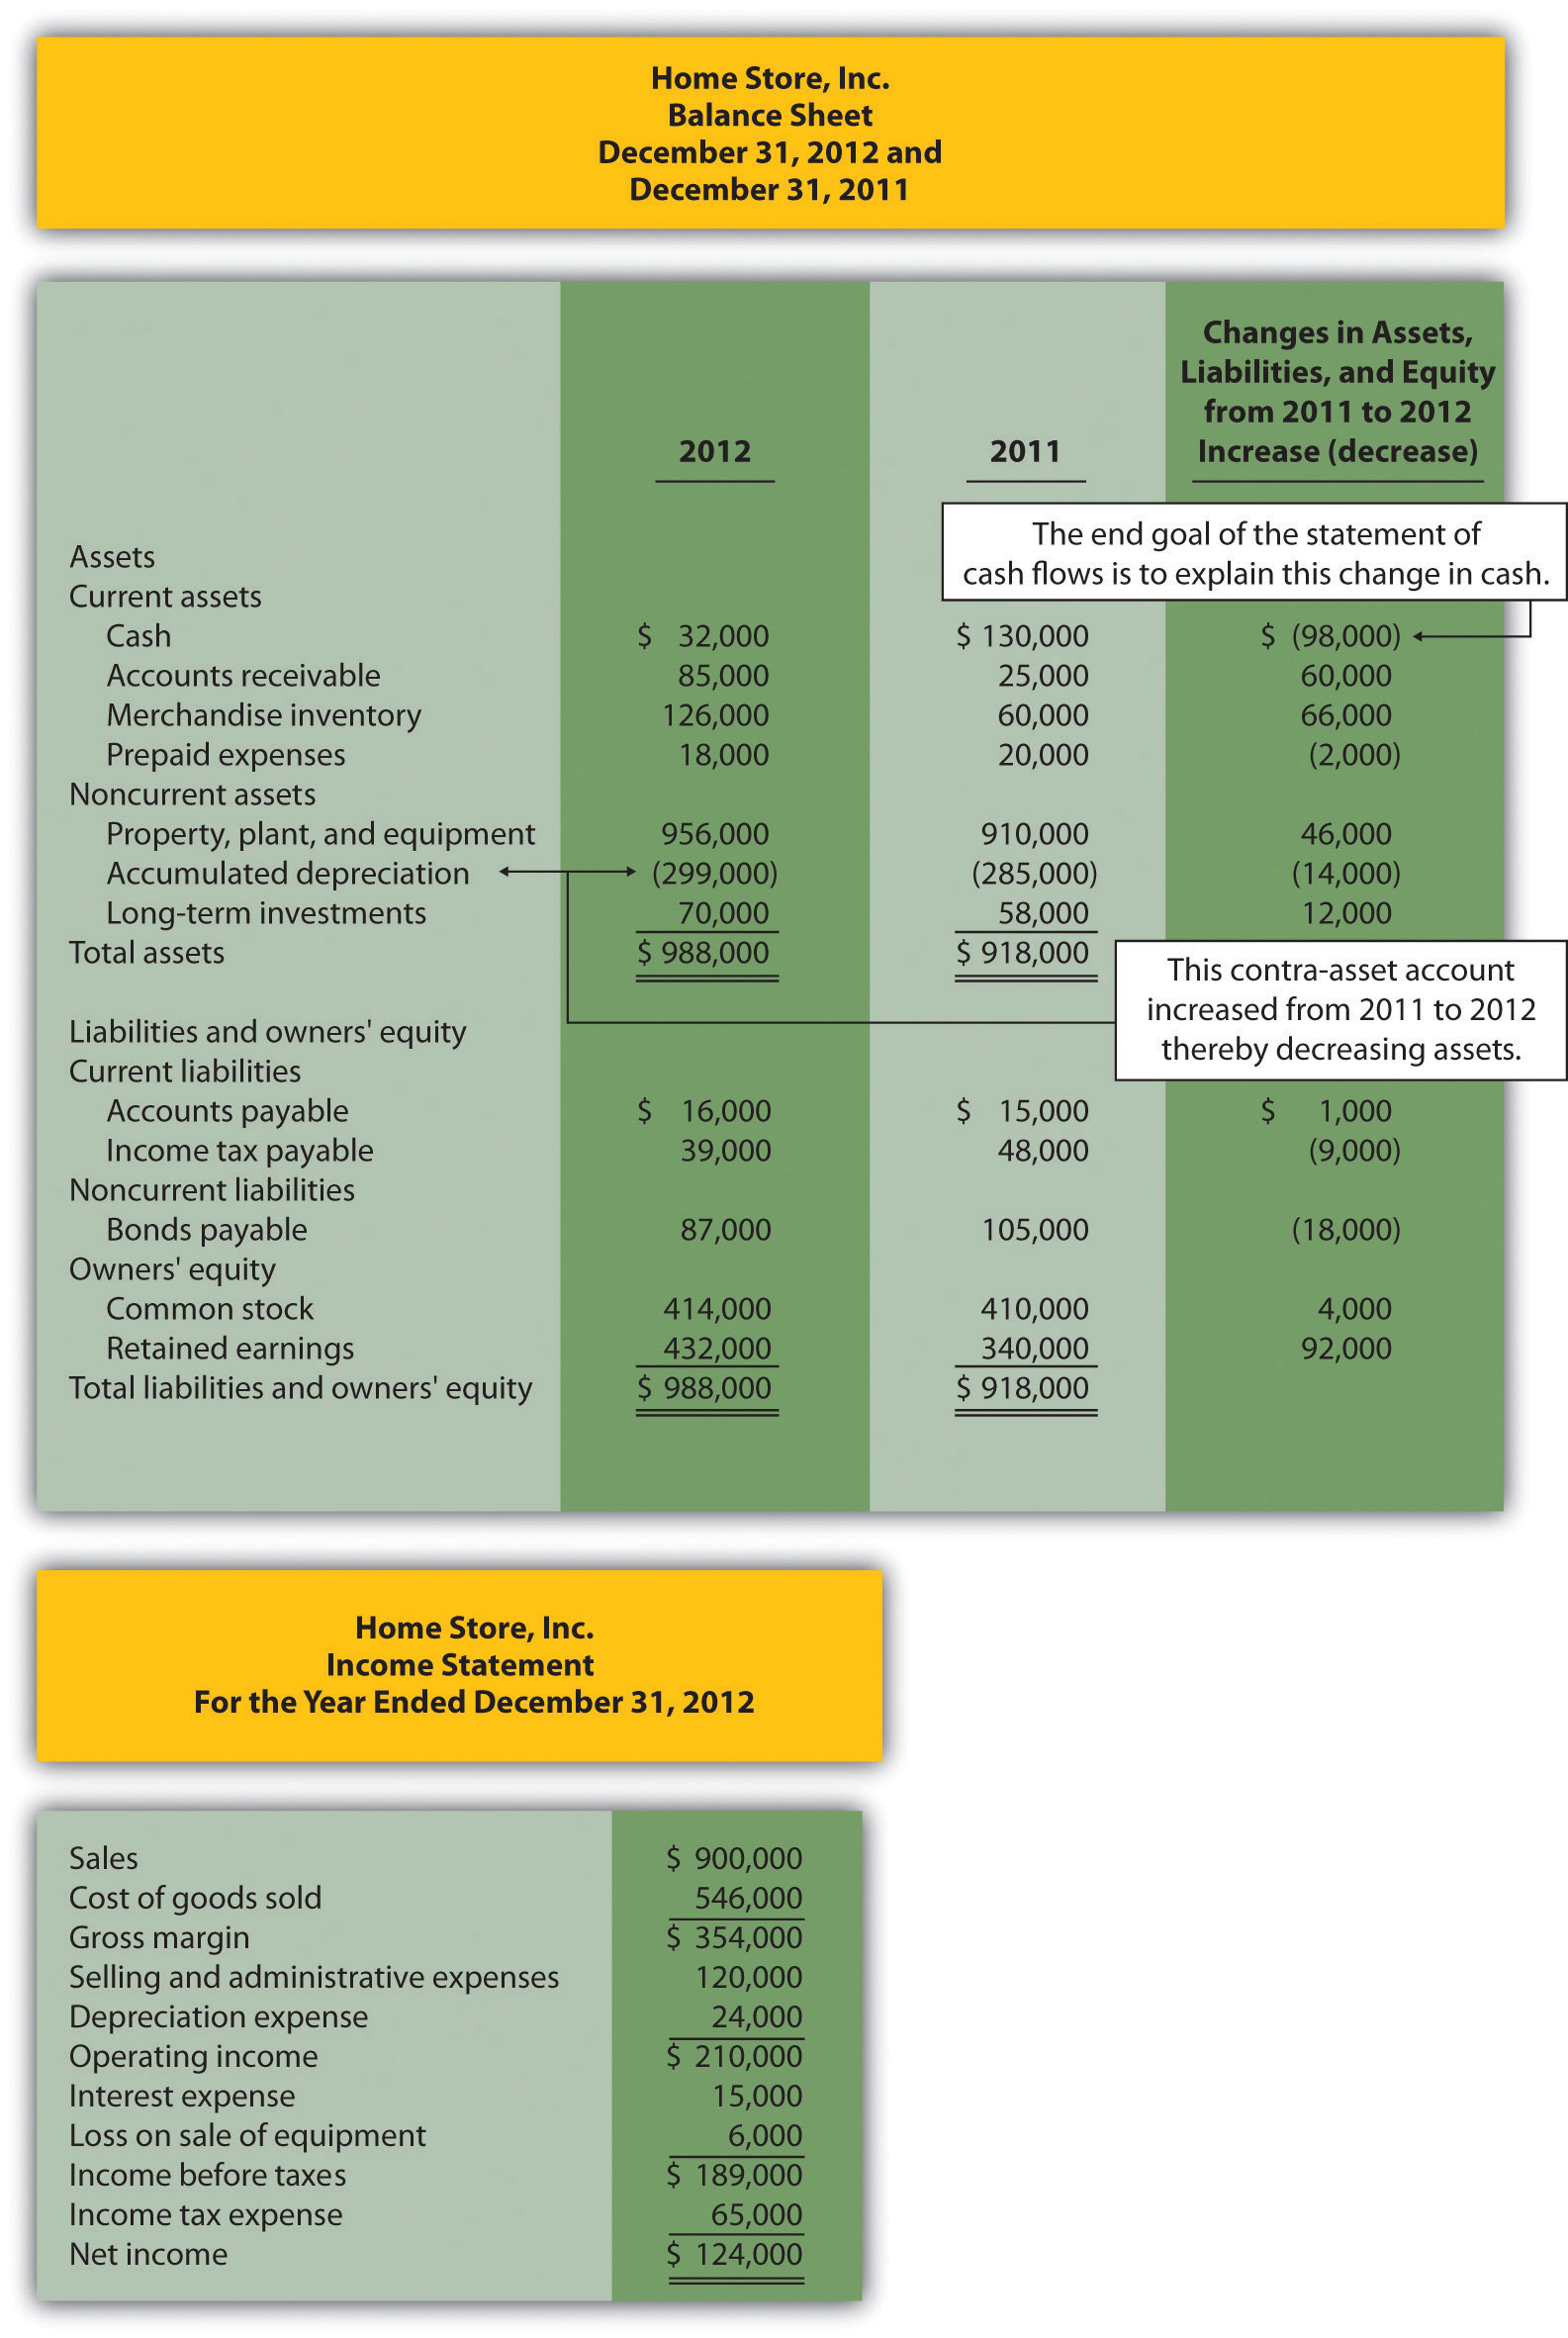 Home Store, Inc.
Balance Sheet
December 31, 2012 and
December 31, 2011
Changes in Assets,
Liabilities, and Equity
from 2011 to 2012
2012 2011 Increase (decrease)
The end goal of the statement of
cash flows is to explain this change in cash.
Assets
Current assets
Cash $ 32,000 $ 130,000 $ (98,000)
Accounts receivable 85,000 25,000 60,000
Merchandise inventory 126,000 60,000 66,000
Prepaid expenses 18,000 20,000 (2,000)
Noncurrent assets
Property, plant, and equipment 956,000 910,000 46,000
Accumulated depreciation (299,000) (285,000) (14,000)
Long-term investments 70,000 58,000 12,000
Total assets $ 988,000 $ 918,000
This contra-asset account
increased from 2011 to 2012
thereby decreasing assets.
Liabilities and owners' equity
Current liabilities
Accounts payable $ 16,000 $ 15,000 $ 1,000
Income tax payable 39,000 48,000 (9,000)
Noncurrent liabilities
Bonds payable 87,000 105,000 (18,000)
Owners' equity
Common stock 414,000 410,000 4,000
Retained earnings 432,000 340,000 92,000
Total liabilities and owners' equity $ 988,000 $ 918,000
Home Store, Inc.
Income Statement
For the Year Ended December 31, 2012
Sales $ 900,000
Cost of goods sold 546,000
Gross margin $ 354,000
Selling and administrative expenses 120,000
Depreciation expense 24,000
Operating income $ 210,000
Interest expense 15,000
Loss on sale of equipment 6,000
Income before taxes $ 189,000
Income tax expense 65,000
Net income $ 124,000